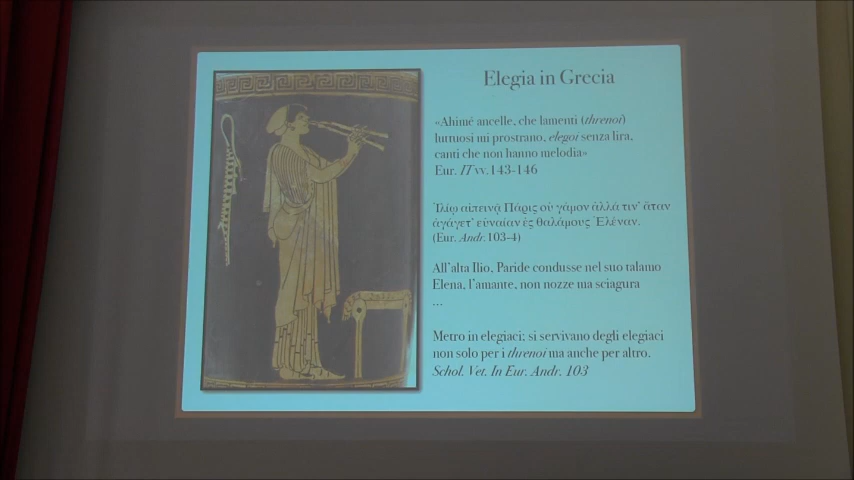 Elegia in Grecia
«Ahimé ancelle, che lamenti (threnoi)
luttuosi mi prostrano, elegoi senza lira,
canti che non hanno melodia»
Eur. IT vv.143-146
Ἰλίῳ αἰπεινᾷ Πάρις οὐ γάμον ἀλλά τιν' ἄταν
ἀγάγετ' εὐναίαν ἐς θαλάμους Ἑλέναν.
(Eur. Andr.103-4)
All'alta Ilio, Paride condusse nel suo talamo
Elena, l'amante, non nozze ma sciagura
...
Metro in elegiaci: si servivano degli elegiaci
non solo per i threnoi ma anche per altro.
Schol. Vet. In Eur. Andr. 103